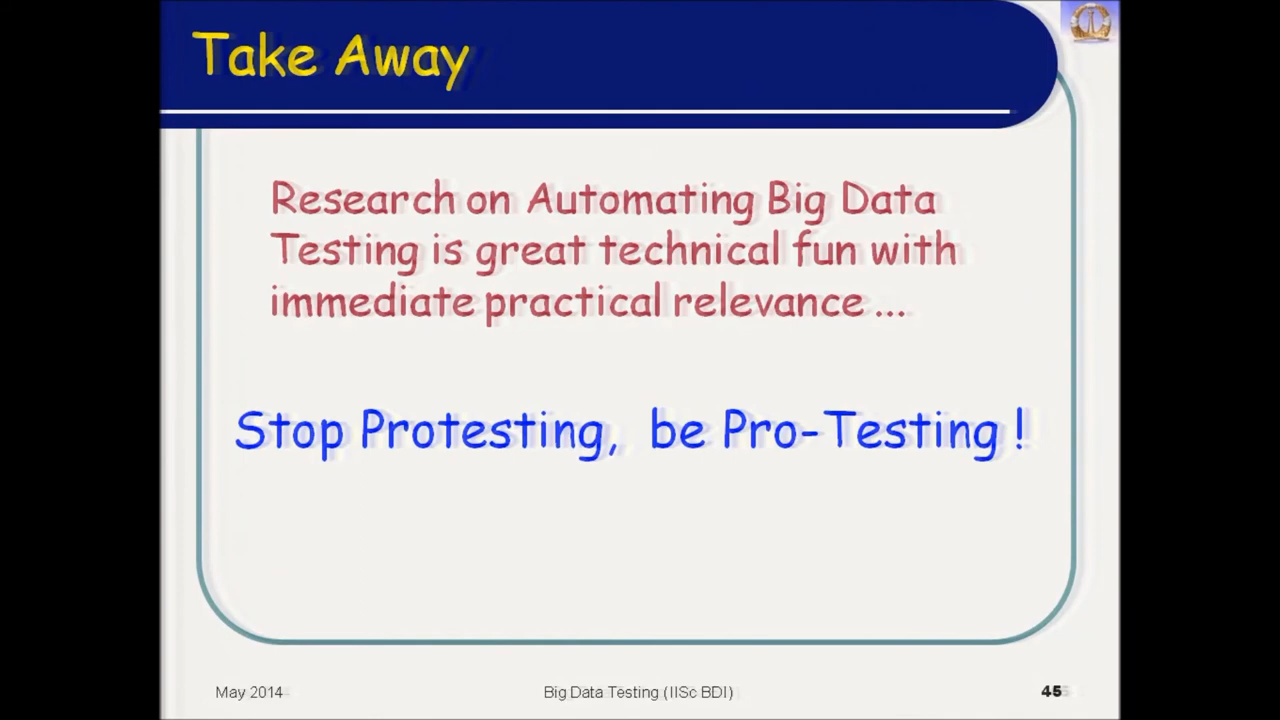 Take Away
Research on Automating Big Data
Testing is great technical fun with
immediate practical relevance ...
Stop Protesting, be Pro-Testing !
May 2014
Big Data Testing (IISc BDI)
45